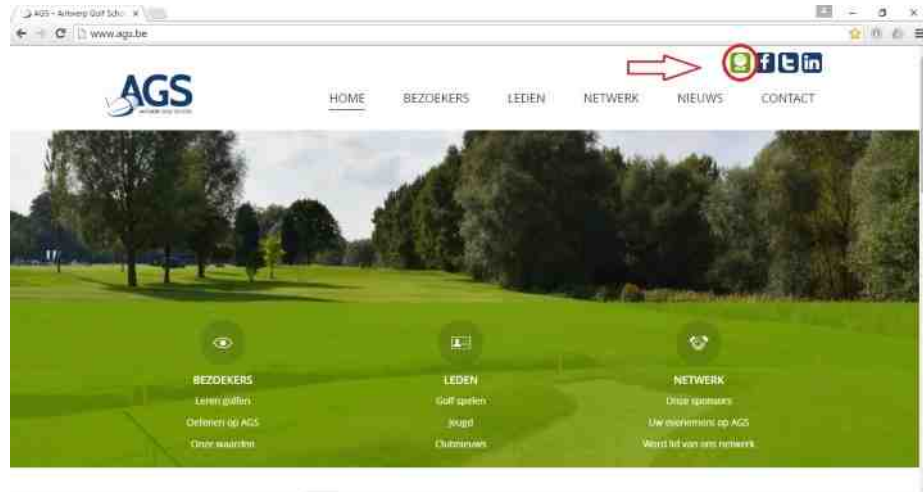 AGS - Antwerp Golf Scho
www.ags.be
AGS
HOME BEZOEKERS LEDEN NETWERK NIEUWS CONTACT
BEZOEKERS
Leren golfen
Oefenen op AGS
Onze waarden
LEDEN
Golf spelen
Jeugd
Clubnieuws
NETWERK
Onze sponsors
Uw evenement op AGS
Word lid van ons netwerk